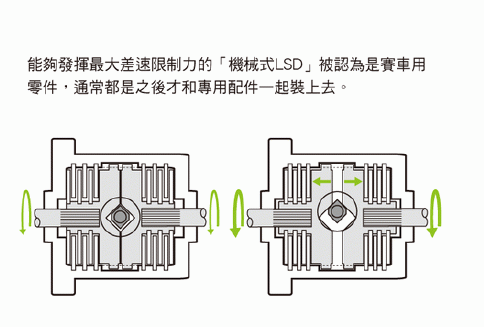 能夠發揮最大差速限制力的「機械式LSD」被認為是賽車用
零件，通常都是之後才和專用配件一起裝上去。